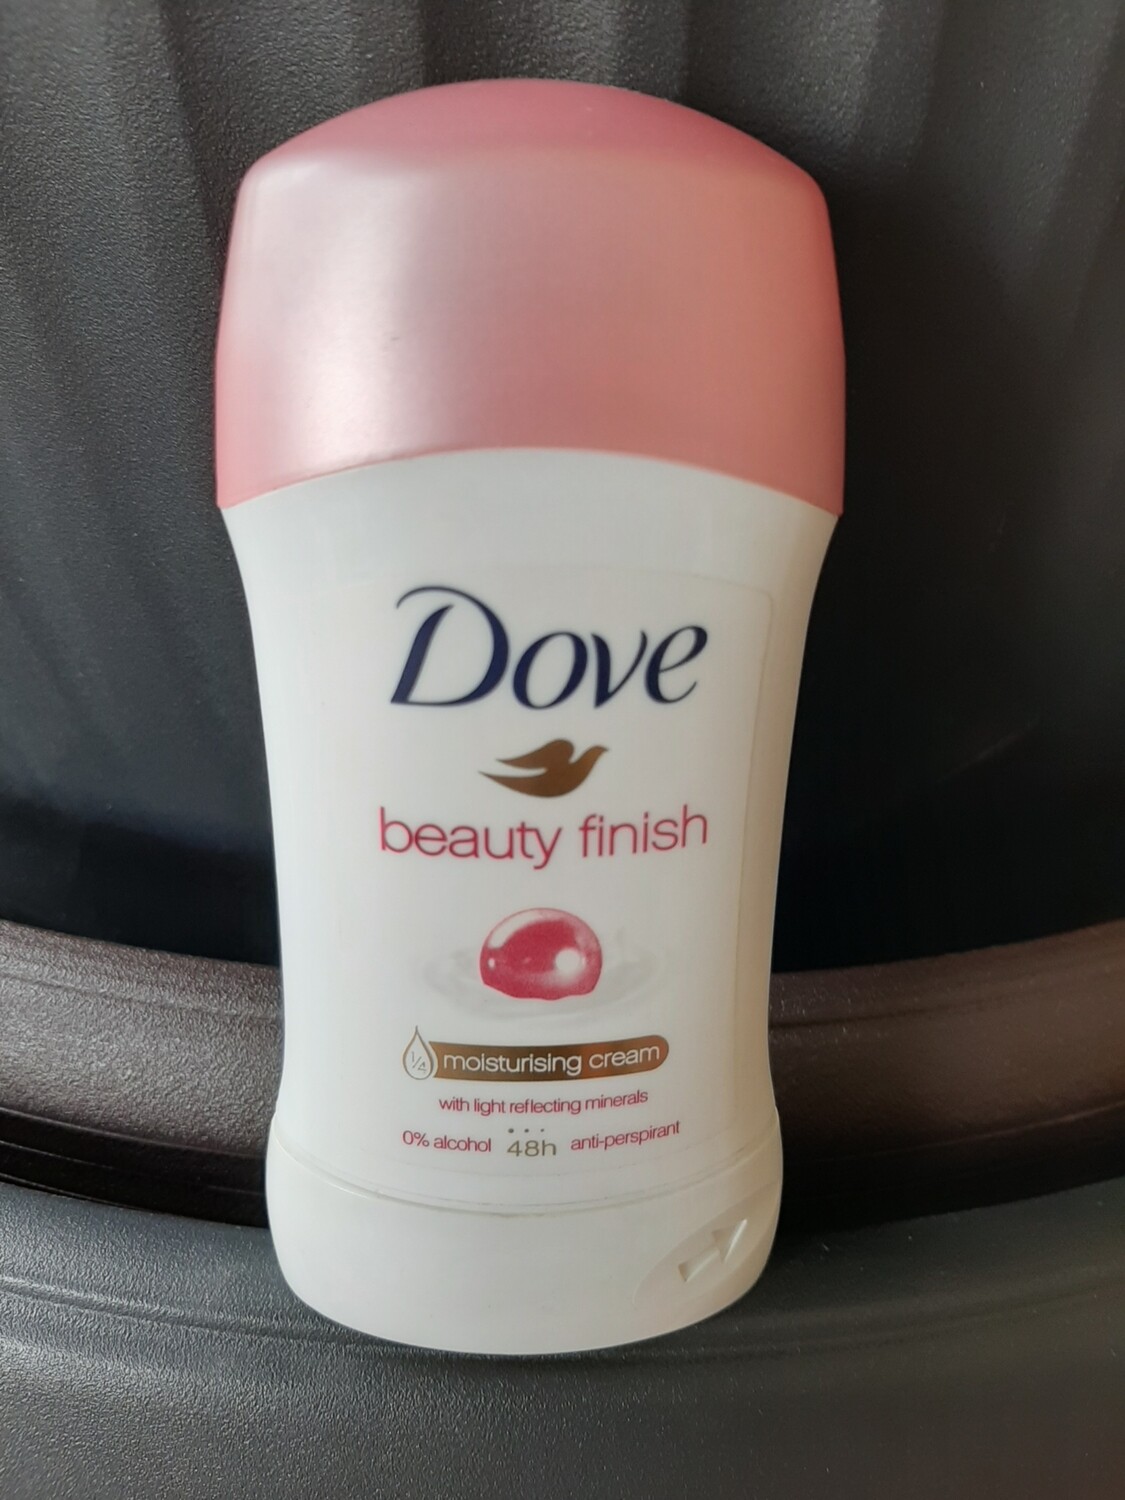 Dove
beauty finish
1/4 moisturising cream
with light reflecting minerals
0% alcohol 48h anti-perspirant